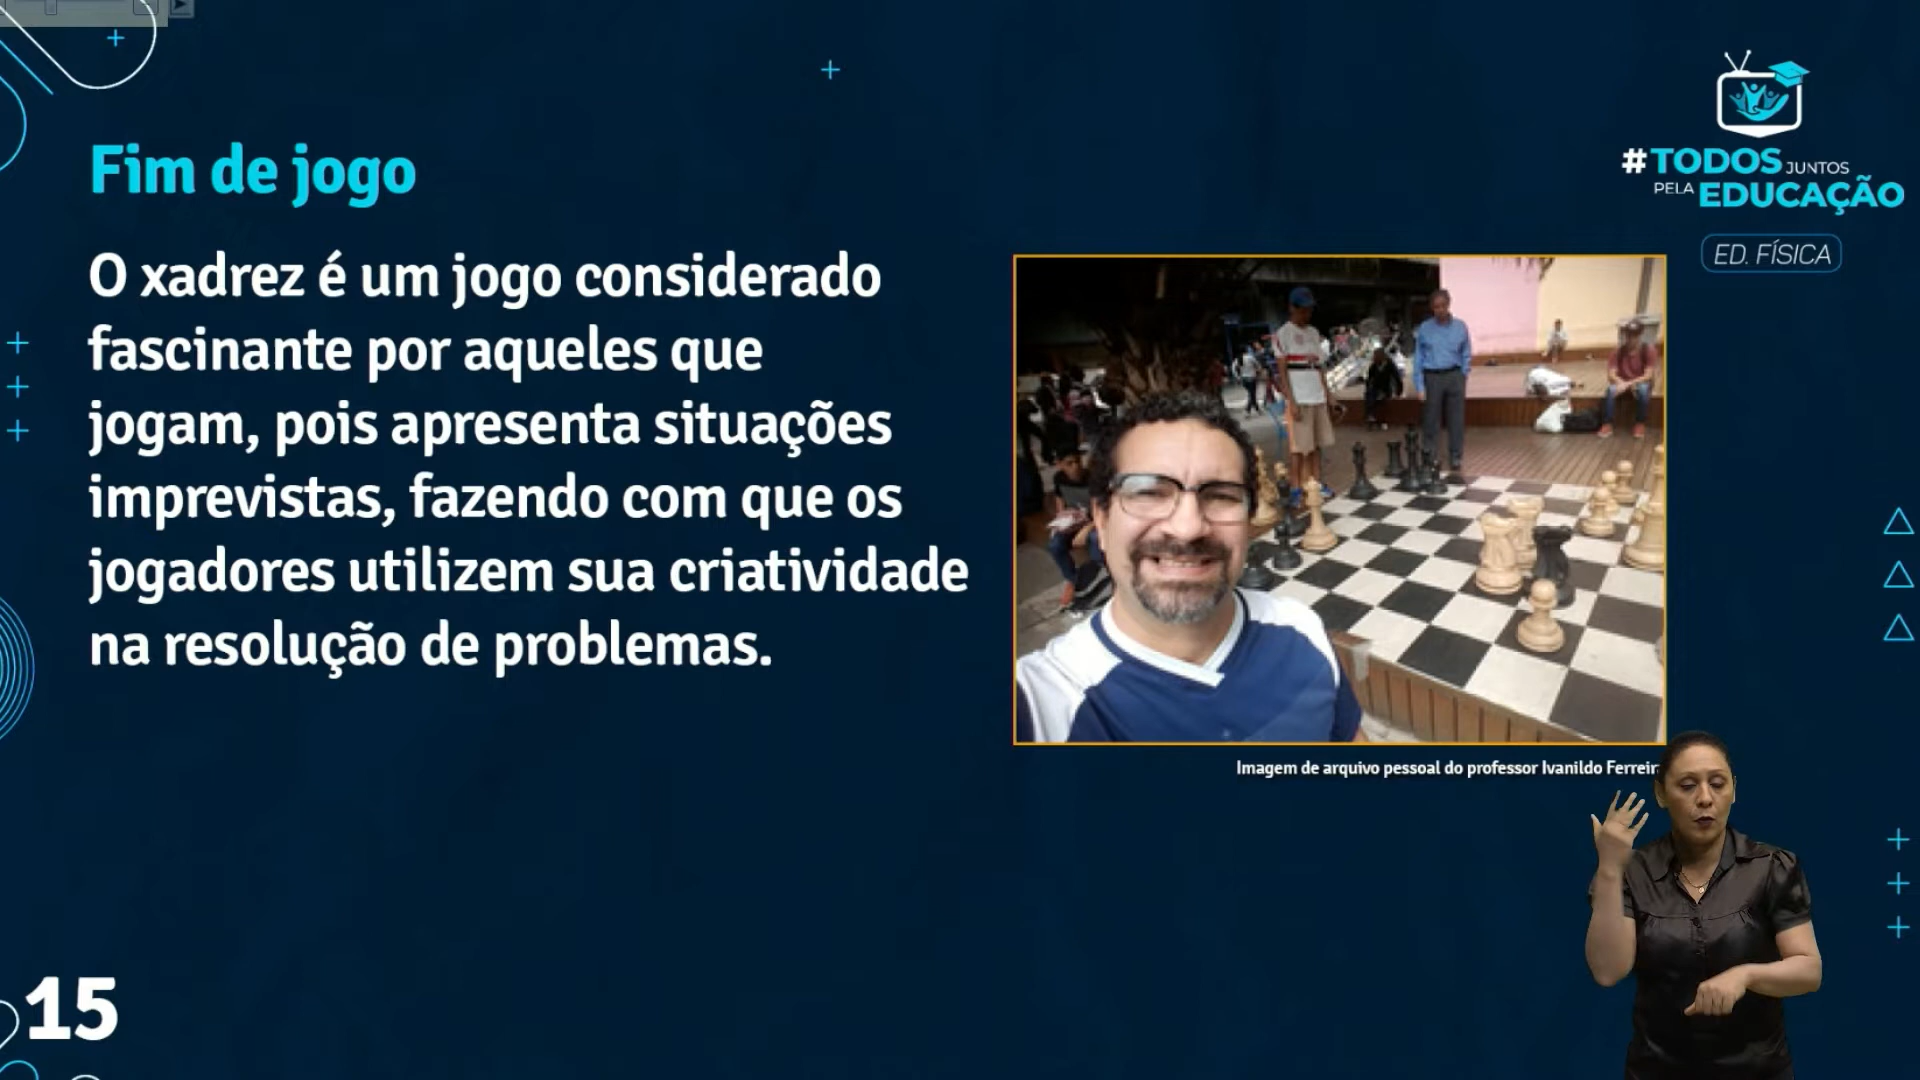 Fim de jogo
O xadrez é um jogo considerado
fascinante por aqueles que
jogam, pois apresenta situações
imprevistas, fazendo com que os
jogadores utilizem sua criatividade
na resolução de problemas.
#TODOS JUNTOS
PELA EDUCAÇÃO
ED. FÍSICA
Imagem de arquivo pessoal do professor Ivanildo
15